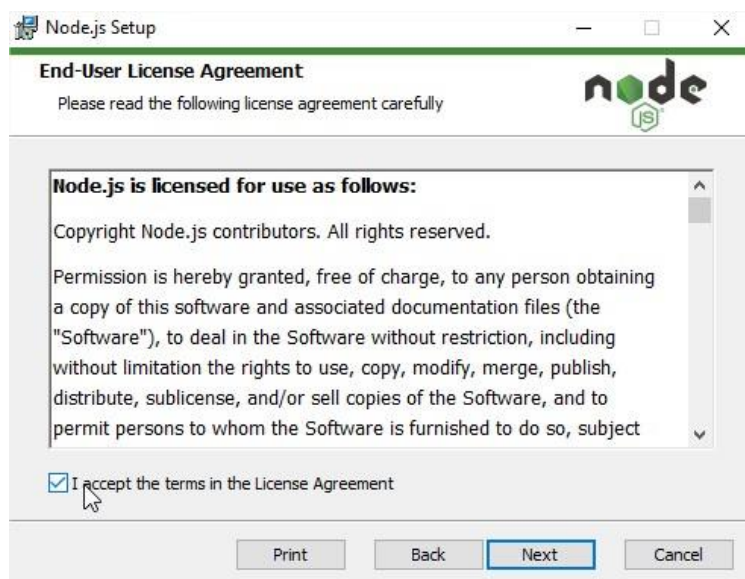 Node.js Setup
End-User License Agreement
Please read the following license agreement carefully
node
JS
Node.js is licensed for use as follows:
Copyright Node.js contributors. All rights reserved.
Permission is hereby granted, free of charge, to any person obtaining
a copy of this software and associated documentation files (the
"Software"), to deal in the Software without restriction, including
without limitation the rights to use, copy, modify, merge, publish,
distribute, sublicense, and/or sell copies of the Software, and to
permit persons to whom the Software is furnished to do so, subject
I accept the terms in the License Agreement
Print Back Next Cancel